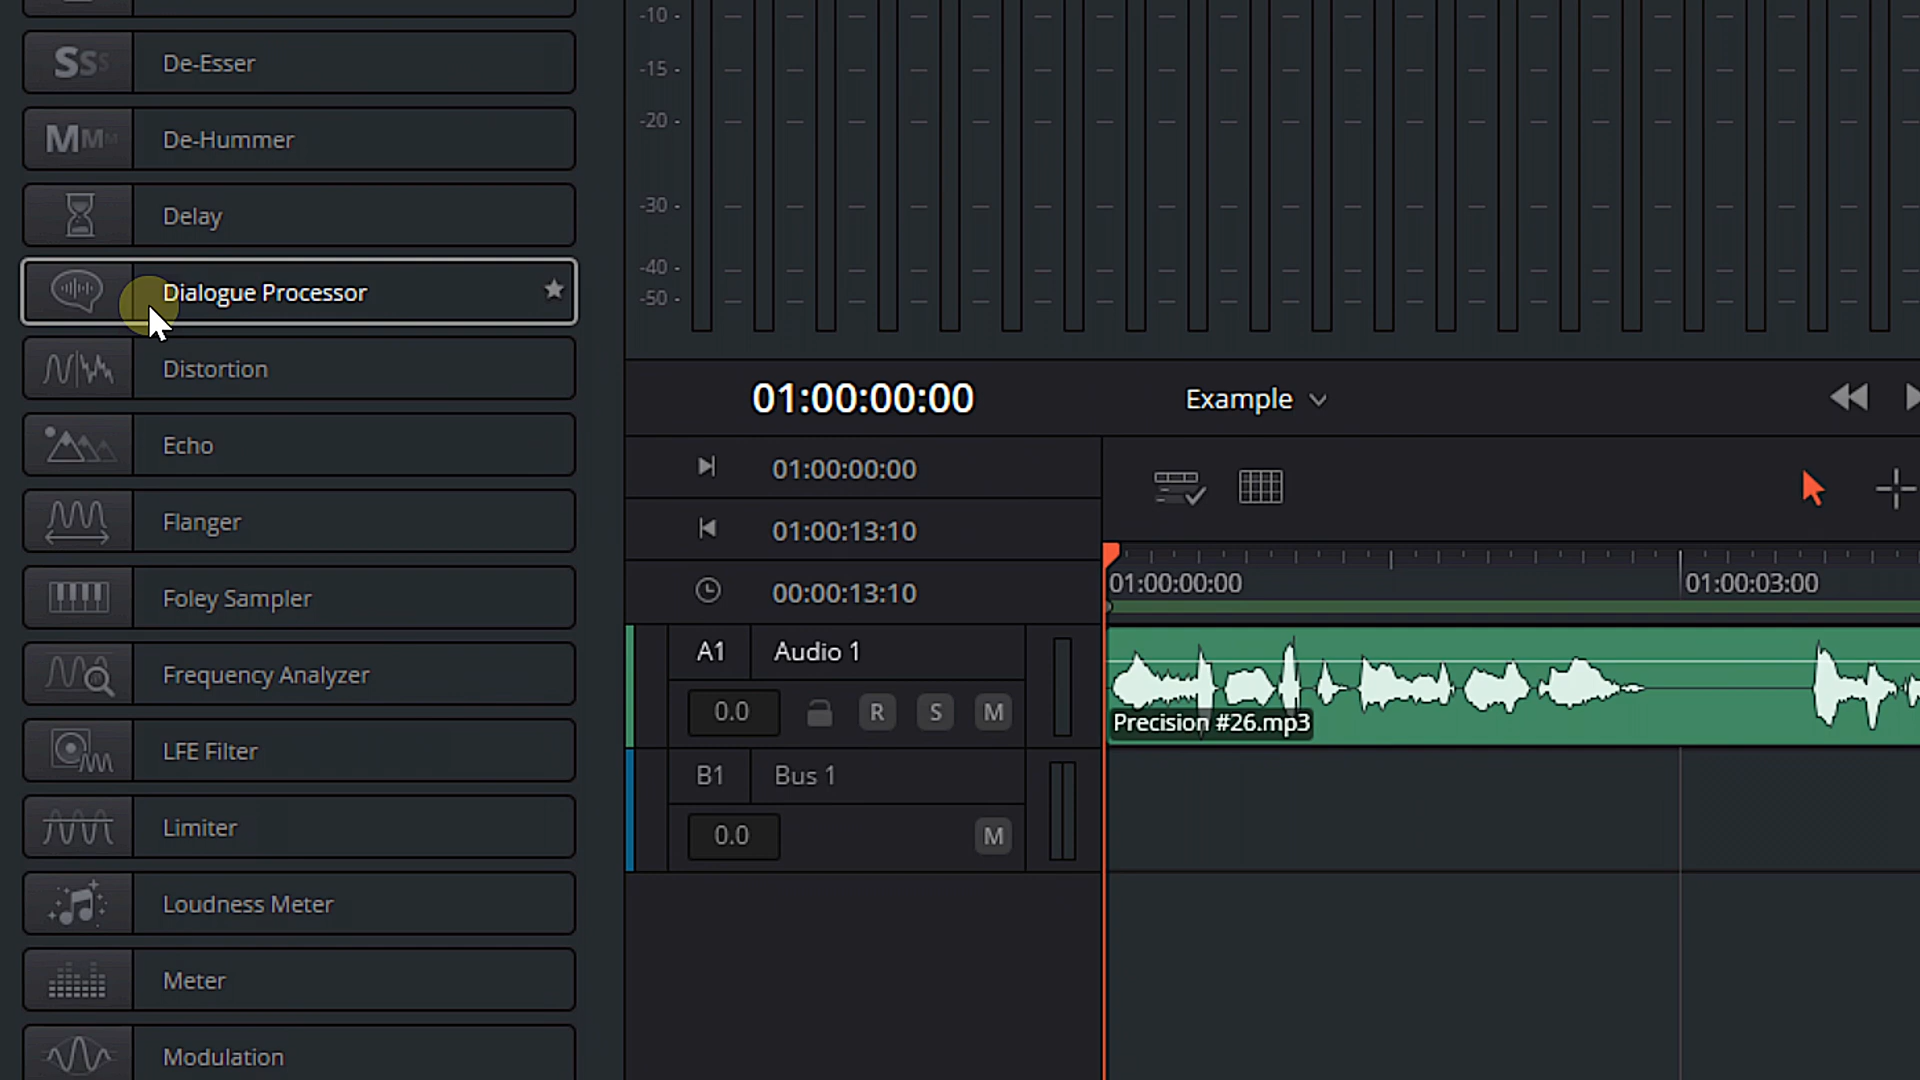 De-Esser
De-Hummer
Delay
Dialogue Processor
Distortion
Echo
Flanger
Foley Sampler
Frequency Analyzer
LFE Filter
Limiter
Loudness Meter
Meter
Modulation
-10
-15
-20
-30
-40
-50
01:00:00:00
Example
01:00:00:00
01:00:13:10
00:00:13:10
01:00:00:00
01:00:03:00
A1
Audio 1
0.0
R
S
M
Precision #26.mp3
B1
Bus 1
0.0
M